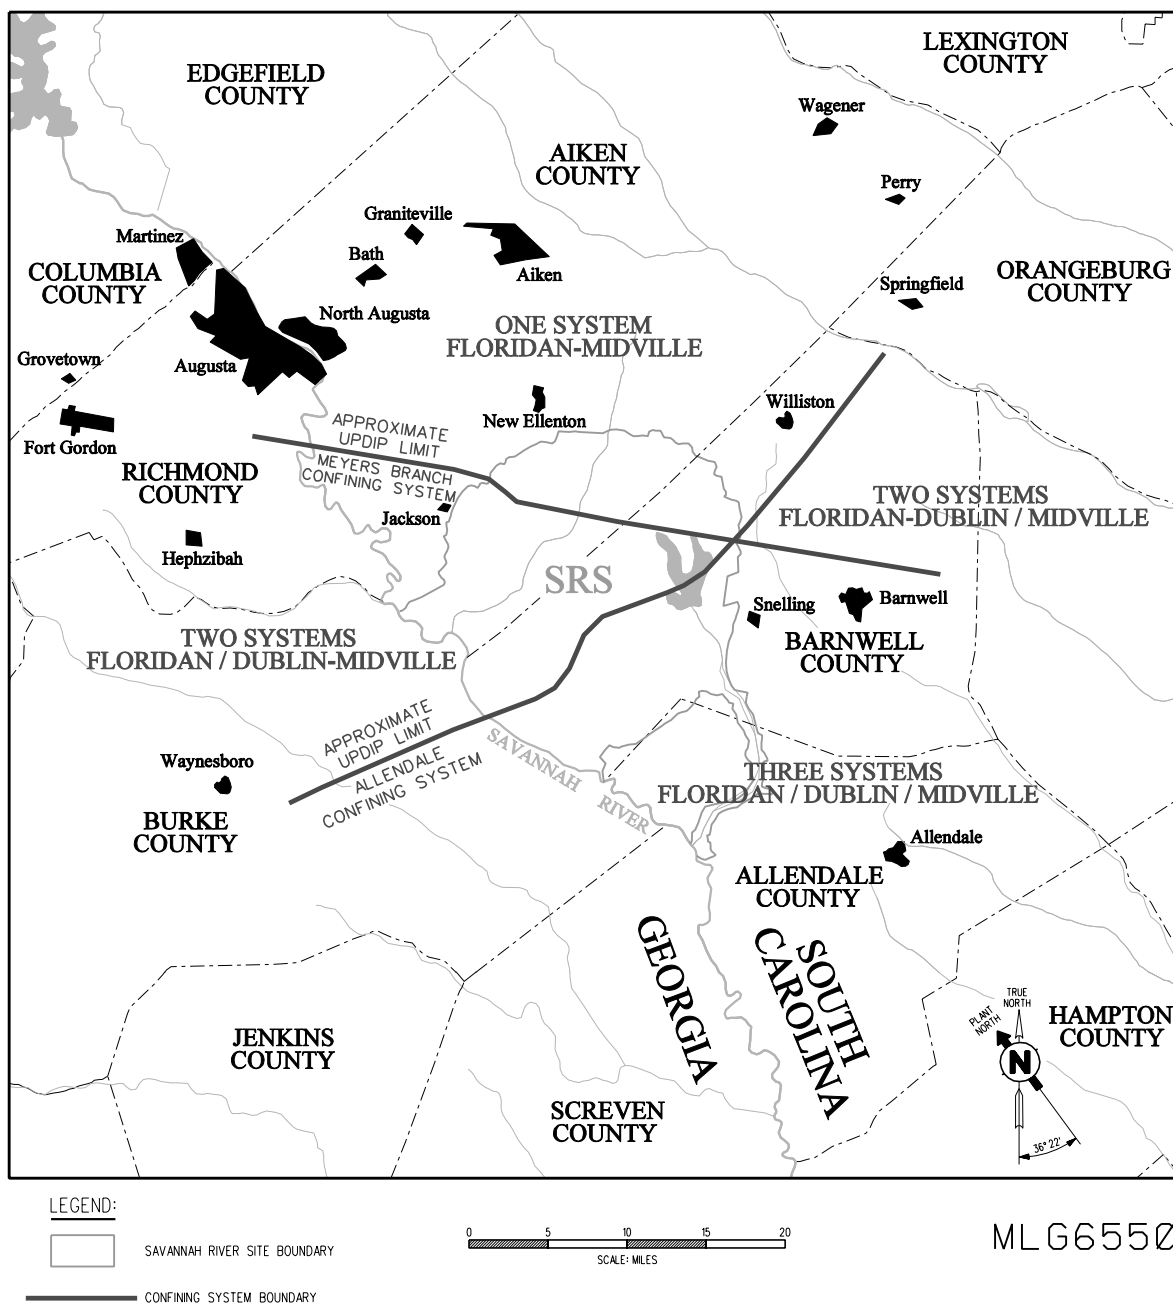 LEXINGTON
COUNTY
EDGEFIELD
COUNTY
Wagener
AIKEN
COUNTY
Perry
Graniteville
Martinez
Bath
Aiken
COLUMBIA
COUNTY
ORANGEBURG
COUNTY
Springfield
North Augusta
ONE SYSTEM
FLORIDAN-MIDVILLE
Grovetown
Augusta
Williston
New Ellenton
APPROXIMATE
UPDIP LIMIT
Fort Gordon
MEYERS BRANCH
CONFINING SYSTEM
RICHMOND
COUNTY
TWO SYSTEMS
FLORIDAN-DUBLIN / MIDVILLE
Jackson
Hephzibah
SRS
Snelling
Barnwell
TWO SYSTEMS
FLORIDAN / DUBLIN-MIDVILLE
BARNWELL
COUNTY
APPROXIMATE
UPDIP LIMIT
ALLENDALE
CONFINING SYSTEM
SAVANNAH RIVER
Waynesboro
THREE SYSTEMS
FLORIDAN / DUBLIN / MIDVILLE
BURKE
COUNTY
Allendale
ALLENDALE
COUNTY
GEORGIA
SOUTH
CAROLINA
TRUE
NORTH
PLANT
NORTH
N
36° 22'
HAMPTON
COUNTY
JENKINS
COUNTY
SCREVEN
COUNTY
LEGEND:
SAVANNAH RIVER SITE BOUNDARY
CONFINING SYSTEM BOUNDARY
0 5 10 15 20
SCALE: MILES
MLG6550